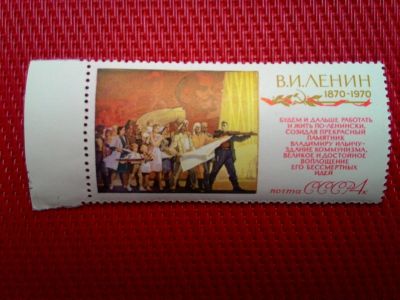 В.И.ЛЕНИН
1870-1970
БУДЕМ И ДАЛЬШЕ РАБОТАТЬ
И ЖИТЬ ПО-ЛЕНИНСКИ,
СОЗИДАЯ ПРЕКРАСНЫЙ
ПАМЯТНИК
ВЛАДИМИРУ ИЛЬИЧУ-
ЗДАНИЕ КОММУНИЗМА,
ВЕЛИКОЕ И ДОСТОЙНОЕ
ВОПЛОЩЕНИЕ
ЕГО БЕССМЕРТНЫХ
ИДЕЙ
почта СССР 4к